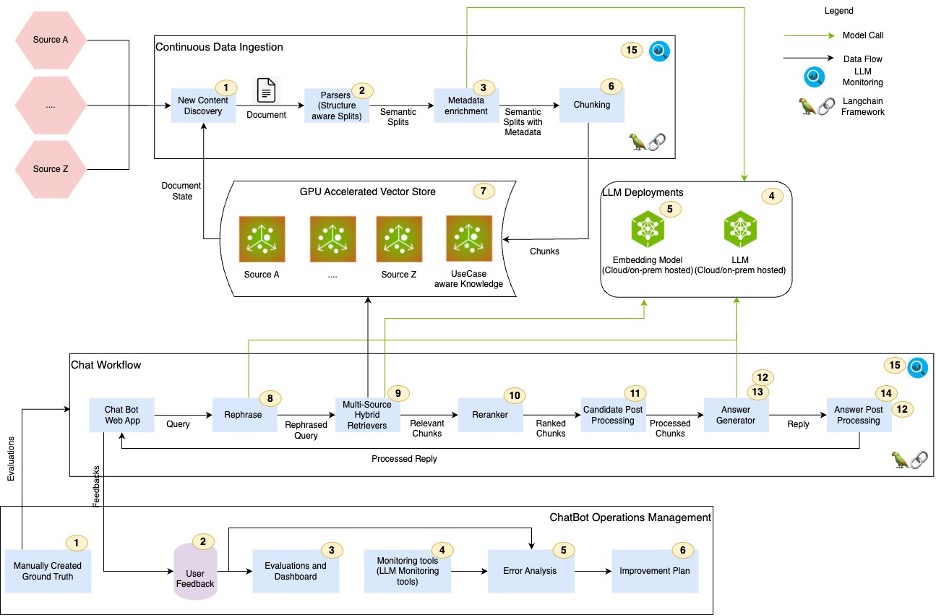 Legend
Model Call
Data Flow
LLM
Monitoring
Langchain
Framework
Source A
....
Source Z
Continuous Data Ingestion
15
1
New Content
Discovery
Document
2
Parsers
(Structure
aware Splits)
Semantic
Splits
3
Metadata
enrichment
Semantic
Splits with
Metadata
6
Chunking
Document
State
GPU Accelerated Vector Store
7
Source A
....
Source Z
UseCase
aware Knowledge
Chunks
LLM Deployments
4
5
Embedding Model
(Cloud/on-prem hosted)
LLM
(Cloud/on-prem hosted)
Chat Workflow
15
Chat Bot
Web App
Query
8
Rephrase
Rephrased
Query
9
Multi-Source
Hybrid
Retrievers
Relevant
Chunks
10
Reranker
Ranked
Chunks
11
Candidate Post
Processing
Processed
Chunks
12
13
Answer
Generator
Reply
14
12
Answer Post
Processing
Processed Reply
Evaluations
Feedbacks
ChatBot Operations Management
1
Manually Created
Ground Truth
2
User
Feedback
3
Evaluations and
Dashboard
4
Monitoring tools
(LLM Monitoring
tools)
5
Error Analysis
6
Improvement Plan